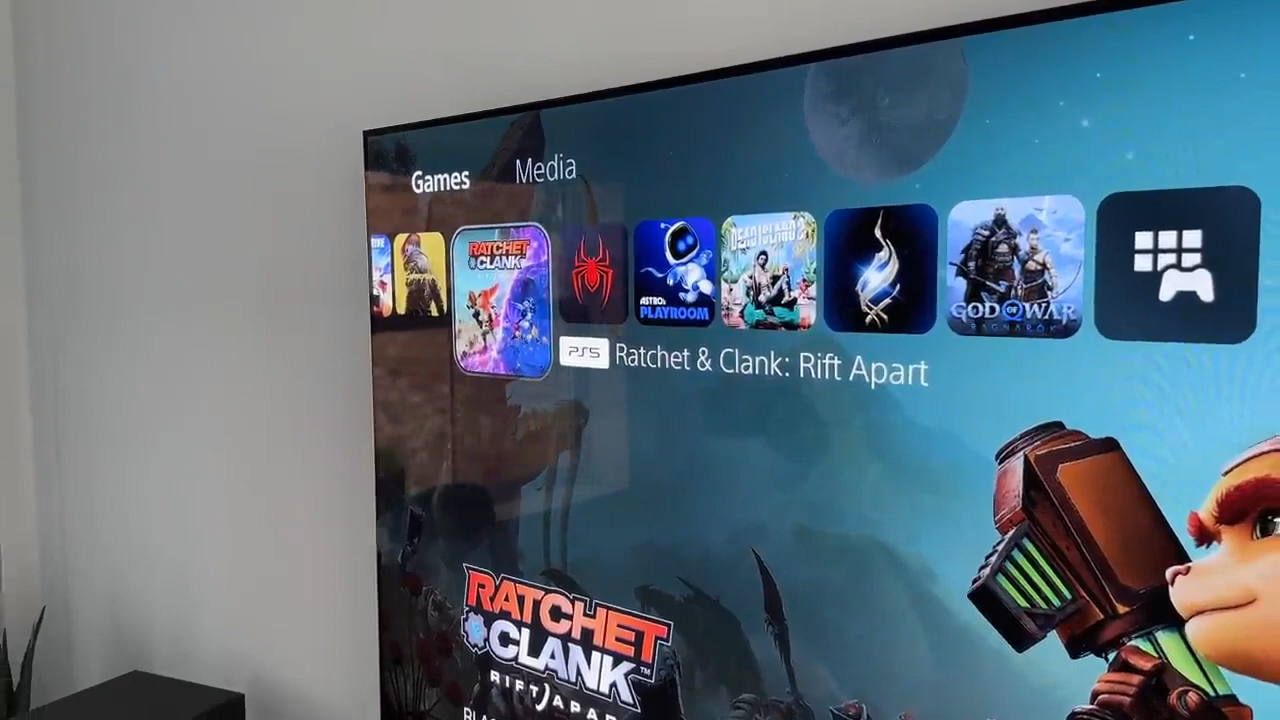 Games
Media
RATCHET
CLANK
ASTRO's
PLAYROOM
DEAD ISLAND 2
GOD OF WAR
RAGNARÖK
PS5
Ratchet & Clank: Rift Apart
RATCHET
CLANK™
RIFT APART